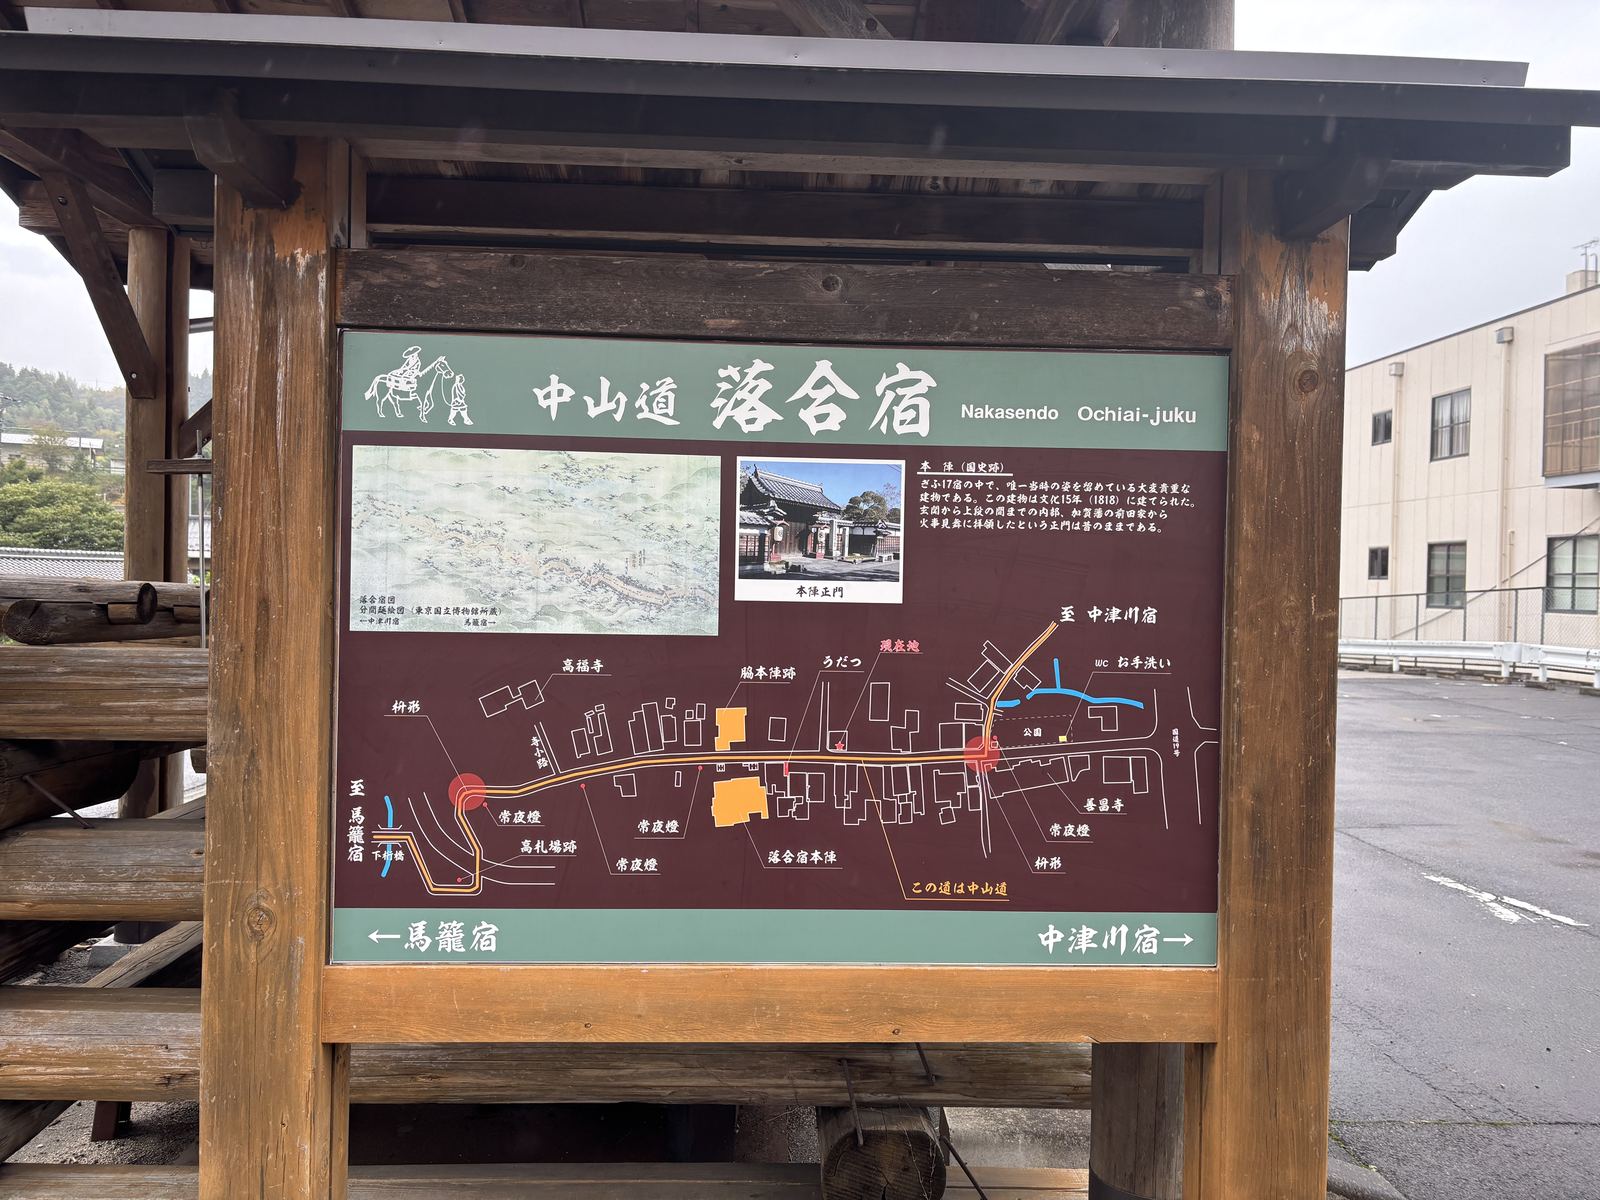 中山道 落合宿 Nakasendo Ochiai-juku
落合宿図
分間延絵図(東京国立博物館所蔵)
←中津川宿 馬籠宿→
本陣正門
本 陣(国史跡)
ぎふ17宿の中で、唯一当時の姿を留めている大変貴重な
建物である。この建物は文化15年(1818)に建てられた。
玄関から上段の間までの内部、加賀藩の前田家から
火事見舞に拝領したという正門は昔のままである。
至 中津川宿
高福寺
脇本陣跡
うだつ
現在地
WC お手洗い
枡形
寺小路
公園
国道19号
至 馬籠宿
下桁橋
常夜燈
高札場跡
常夜燈
常夜燈
落合宿本陣
この道は中山道
善昌寺
常夜燈
枡形
←馬籠宿
中津川宿→